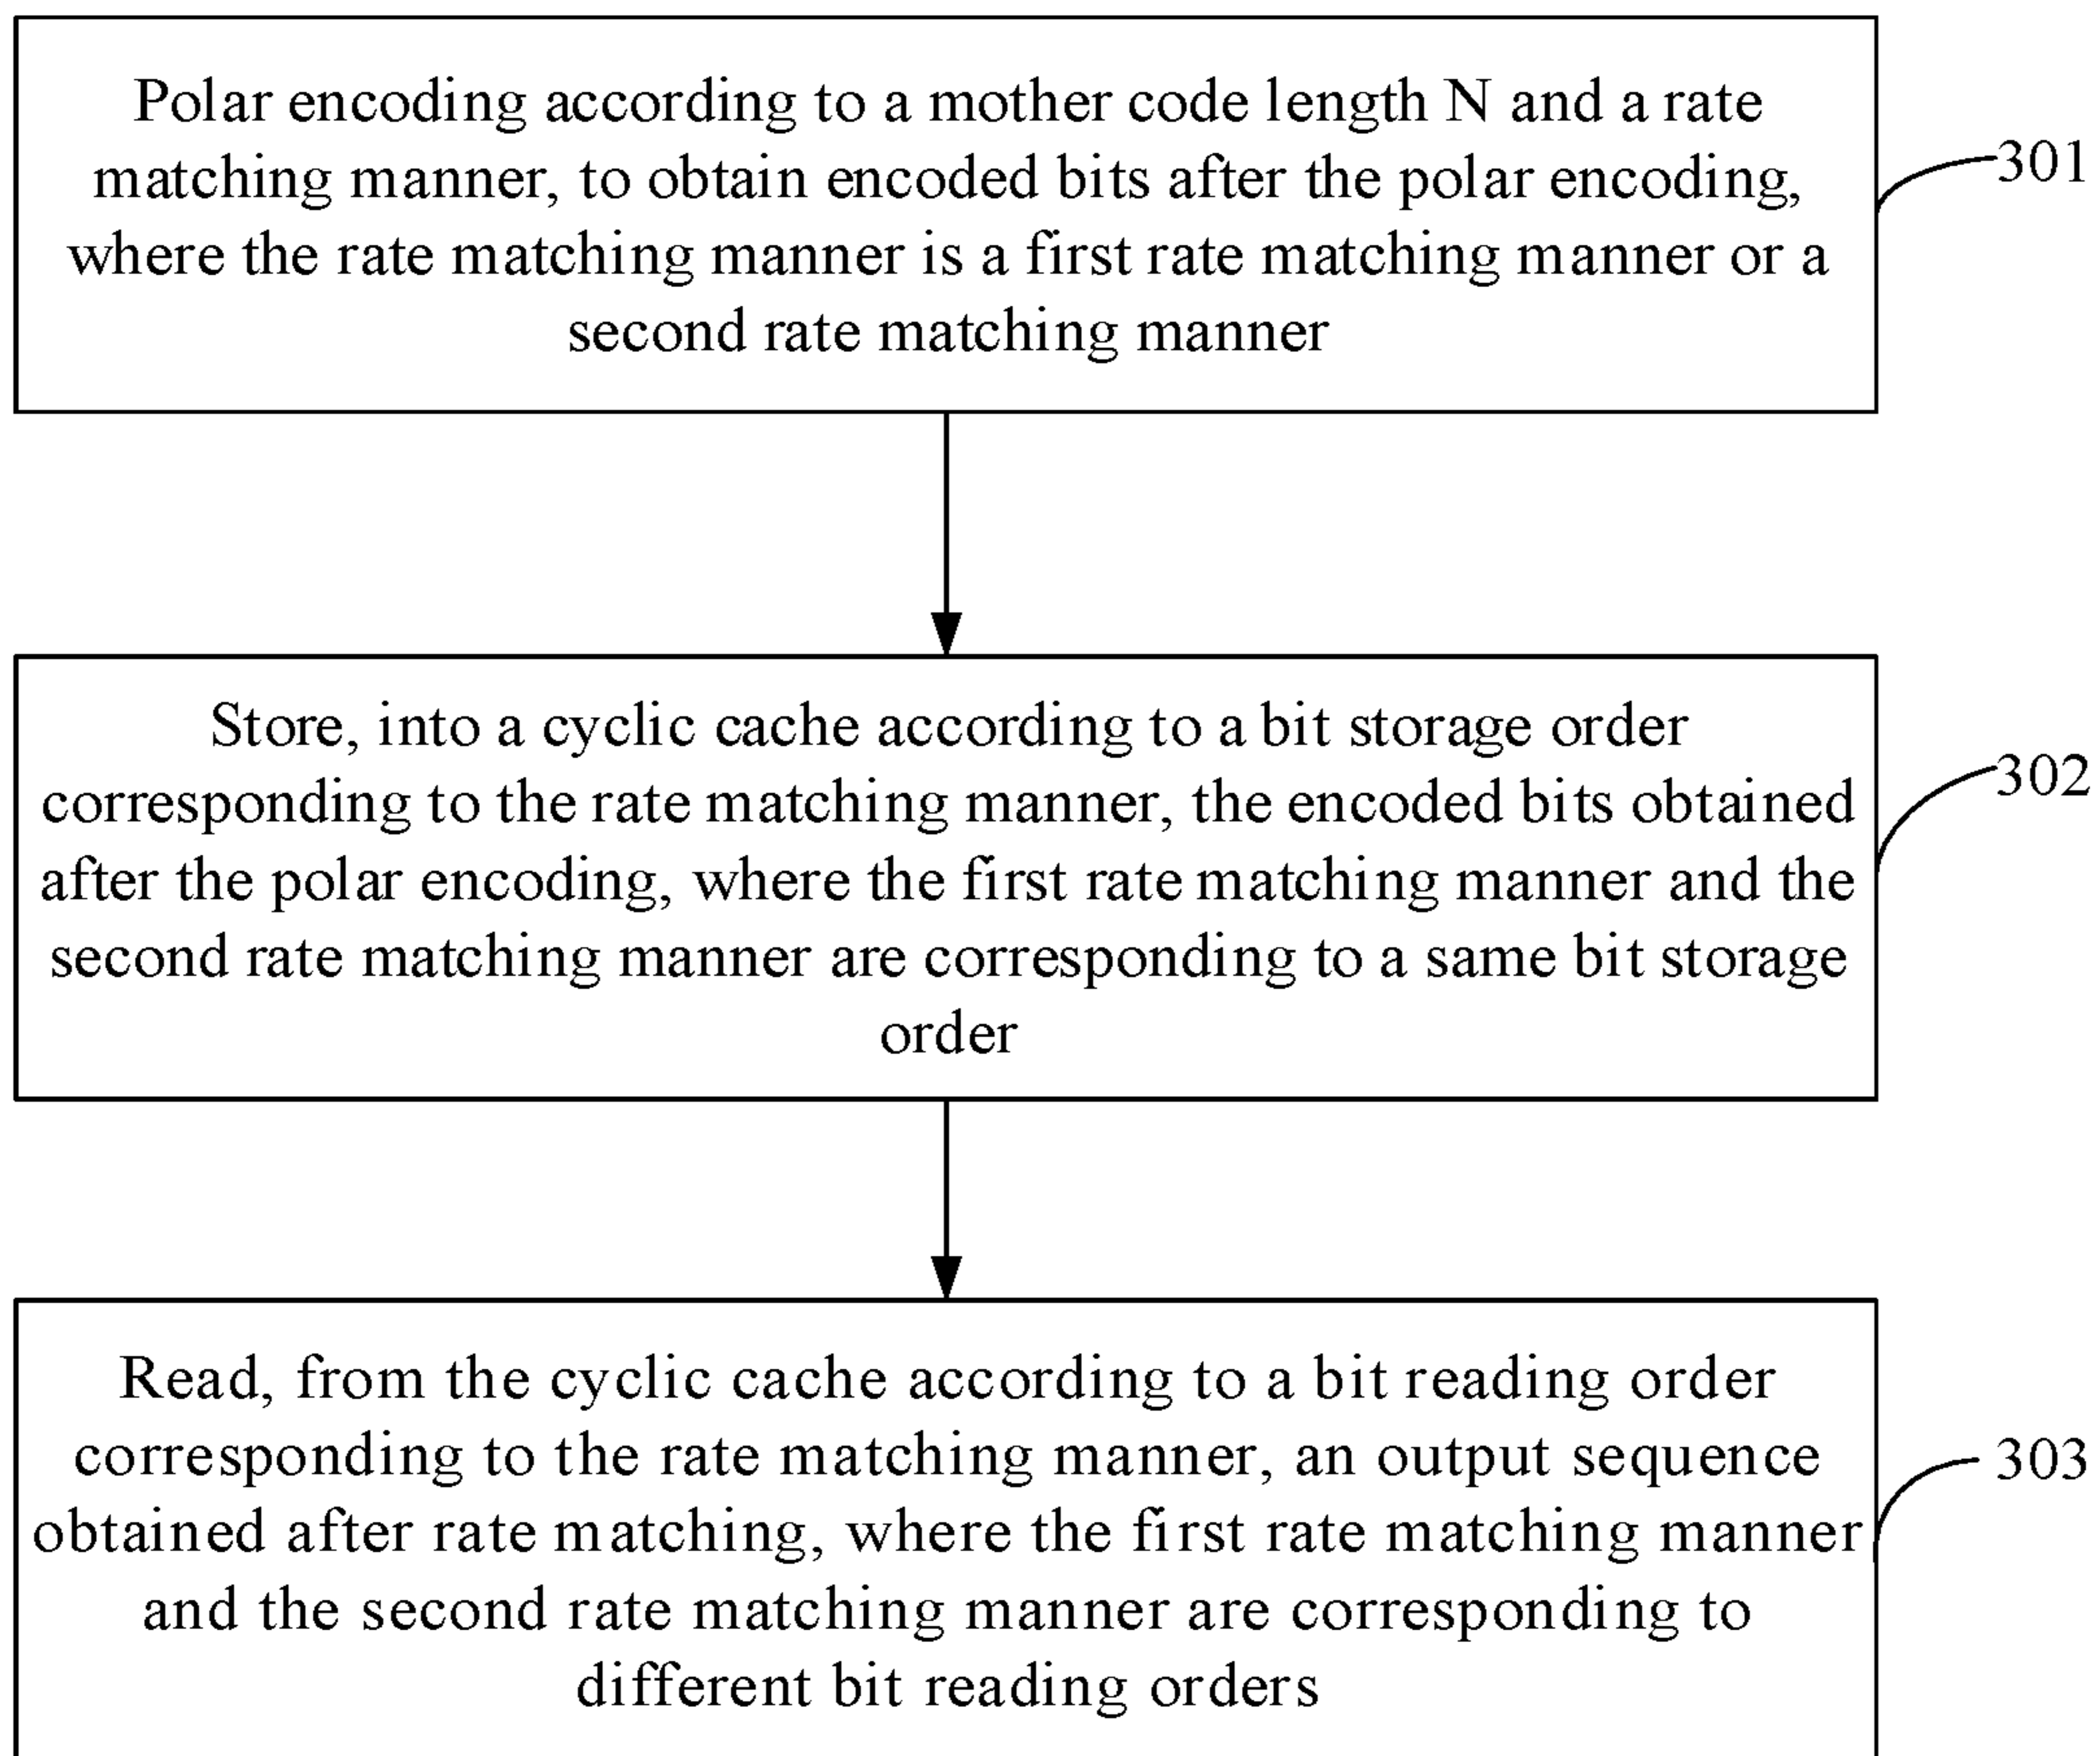 Polar encoding according to a mother code length N and a rate
matching manner, to obtain encoded bits after the polar encoding,
where the rate matching manner is a first rate matching manner or a
second rate matching manner
301
Store, into a cyclic cache according to a bit storage order
corresponding to the rate matching manner, the encoded bits obtained
after the polar encoding, where the first rate matching manner and the
second rate matching manner are corresponding to a same bit storage
order
302
Read, from the cyclic cache according to a bit reading order
corresponding to the rate matching manner, an output sequence
obtained after rate matching, where the first rate matching manner
and the second rate matching manner are corresponding to
different bit reading orders
303